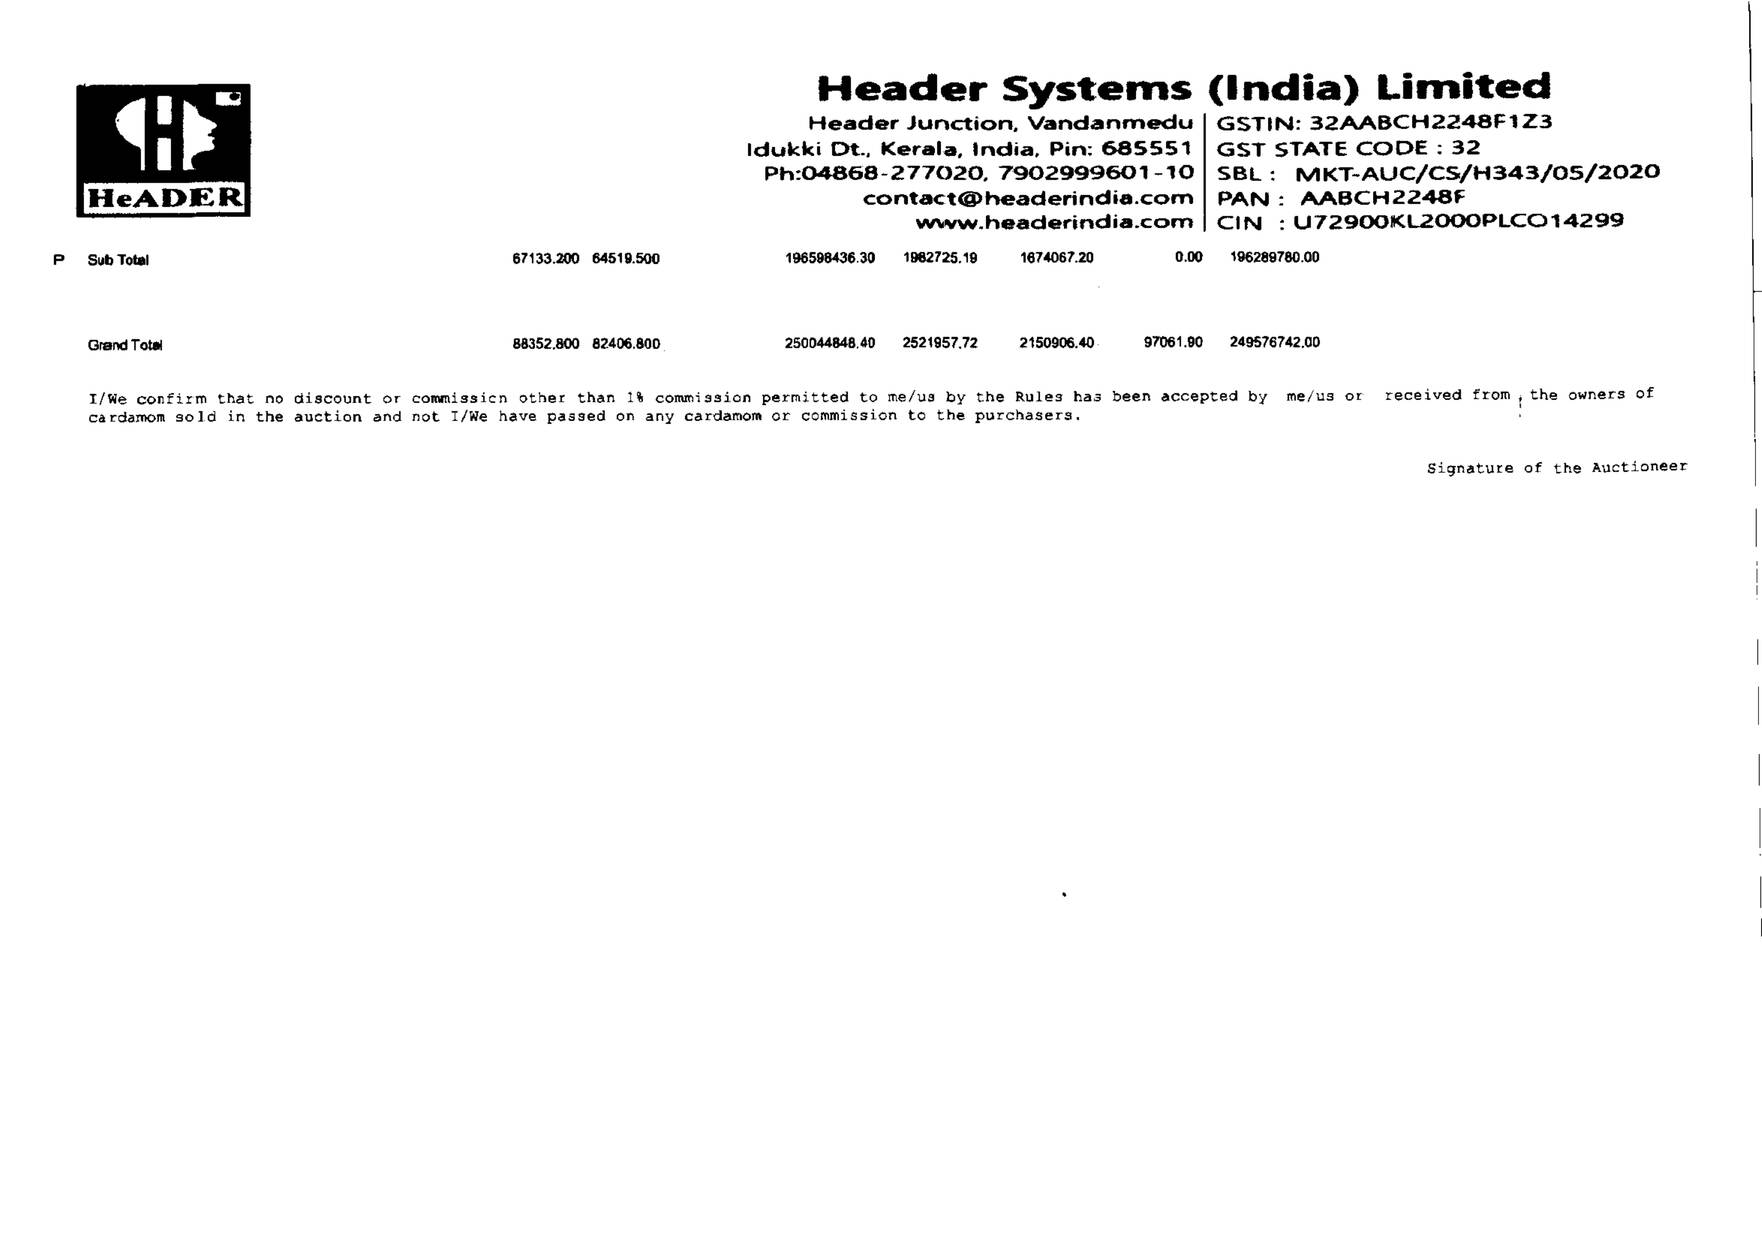 Header Systems (India) Limited
HeADER
Header Junction, Vandanmedu
Idukki Dt., Kerala, India, Pin: 685551
Ph:04868-277020, 7902999601-10
contact@headerindia.com
www.headerindia.com
GSTIN: 32AABCH2248F1Z3
GST STATE CODE : 32
SBL : MKT-AUC/CS/H343/05/2020
PAN : AABCH2248F
CIN : U72900KL2000PLCO14299
P Sub Total 67133.200 64519.500 196598436.30 1982725.19 1674067.20 0.00 196289780.00
Grand Total 88352.800 82406.800 250044848.40 2521957.72 2150906.40 97061.90 249576742.00
I/We confirm that no discount or commission other than 1% commission permitted to me/us by the Rules has been accepted by me/us or received from the owners of
cardamom sold in the auction and not I/We have passed on any cardamom or commission to the purchasers.
Signature of the Auctioneer